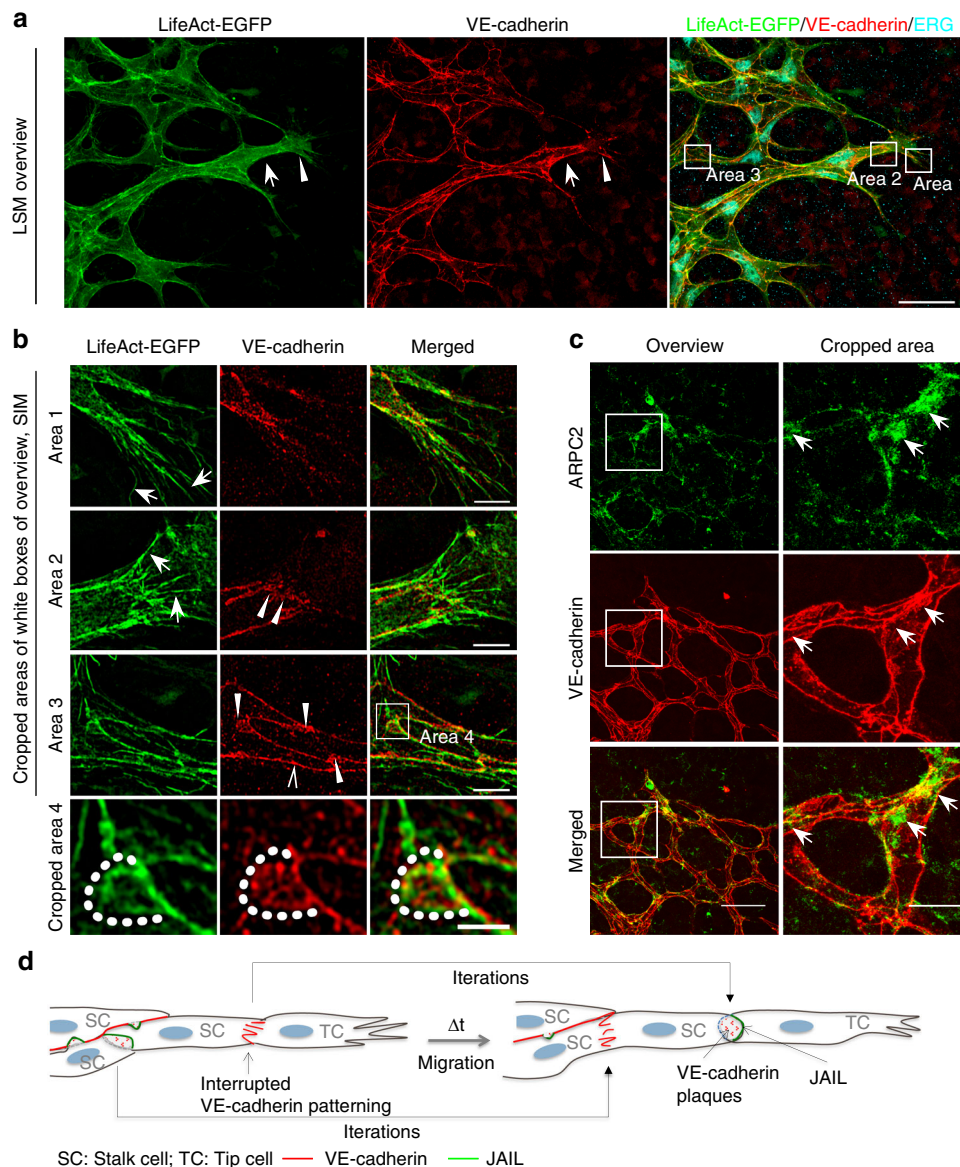 a
LifeAct-EGFP
VE-cadherin
LifeAct-EGFP/VE-cadherin/ERG
LSM overview
Area 3
Area 2
Area
b
LifeAct-EGFP
VE-cadherin
Merged
Cropped areas of white boxes of overview, SIM
Area 1
Area 2
Area 3
Area 4
Cropped area 4
c
Overview
Cropped area
ARPC2
VE-cadherin
Merged
d
Iterations
SC
SC
SC
TC
Δt
Migration
SC
SC
SC
TC
Interrupted
VE-cadherin patterning
VE-cadherin
plaques
JAIL
Iterations
SC: Stalk cell; TC: Tip cell
VE-cadherin
JAIL